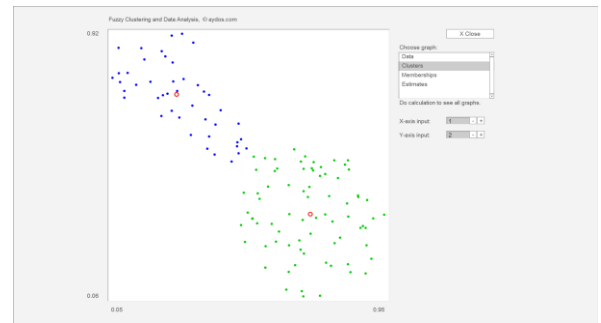 Fuzzy Clustering and Data Analysis, © aydos.com
0.92
X Close
Choose graph:
Data
Clusters
Memberships
Estimates
Do calculation to see all graphs.
X-axis input: 1 - +
Y-axis input: 2 - +
0.06
0.05 0.95